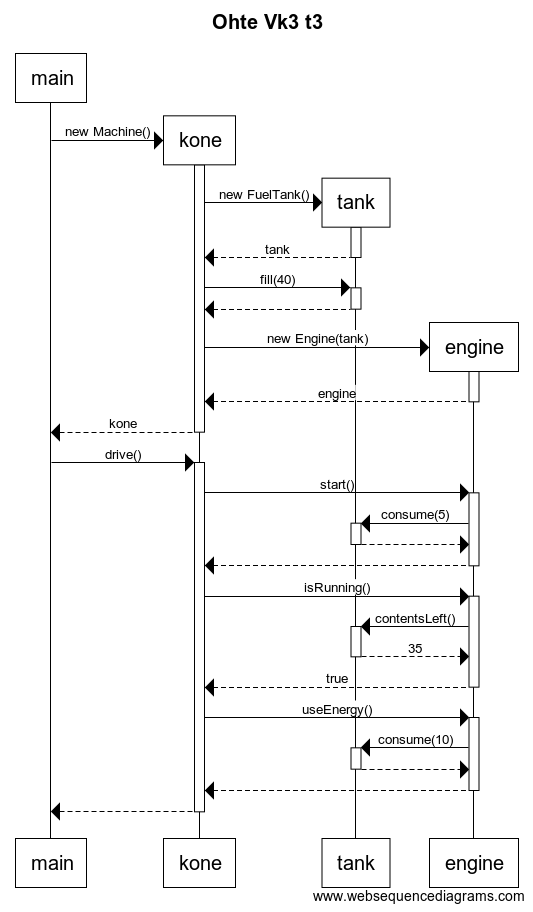 Ohte Vk3 t3
main
new Machine()
kone
new FuelTank()
tank
tank
fill(40)
new Engine(tank)
engine
engine
kone
drive()
start()
consume(5)
isRunning()
contentsLeft()
35
true
useEnergy()
consume(10)
main
kone
tank
engine
www.websequencediagrams.com